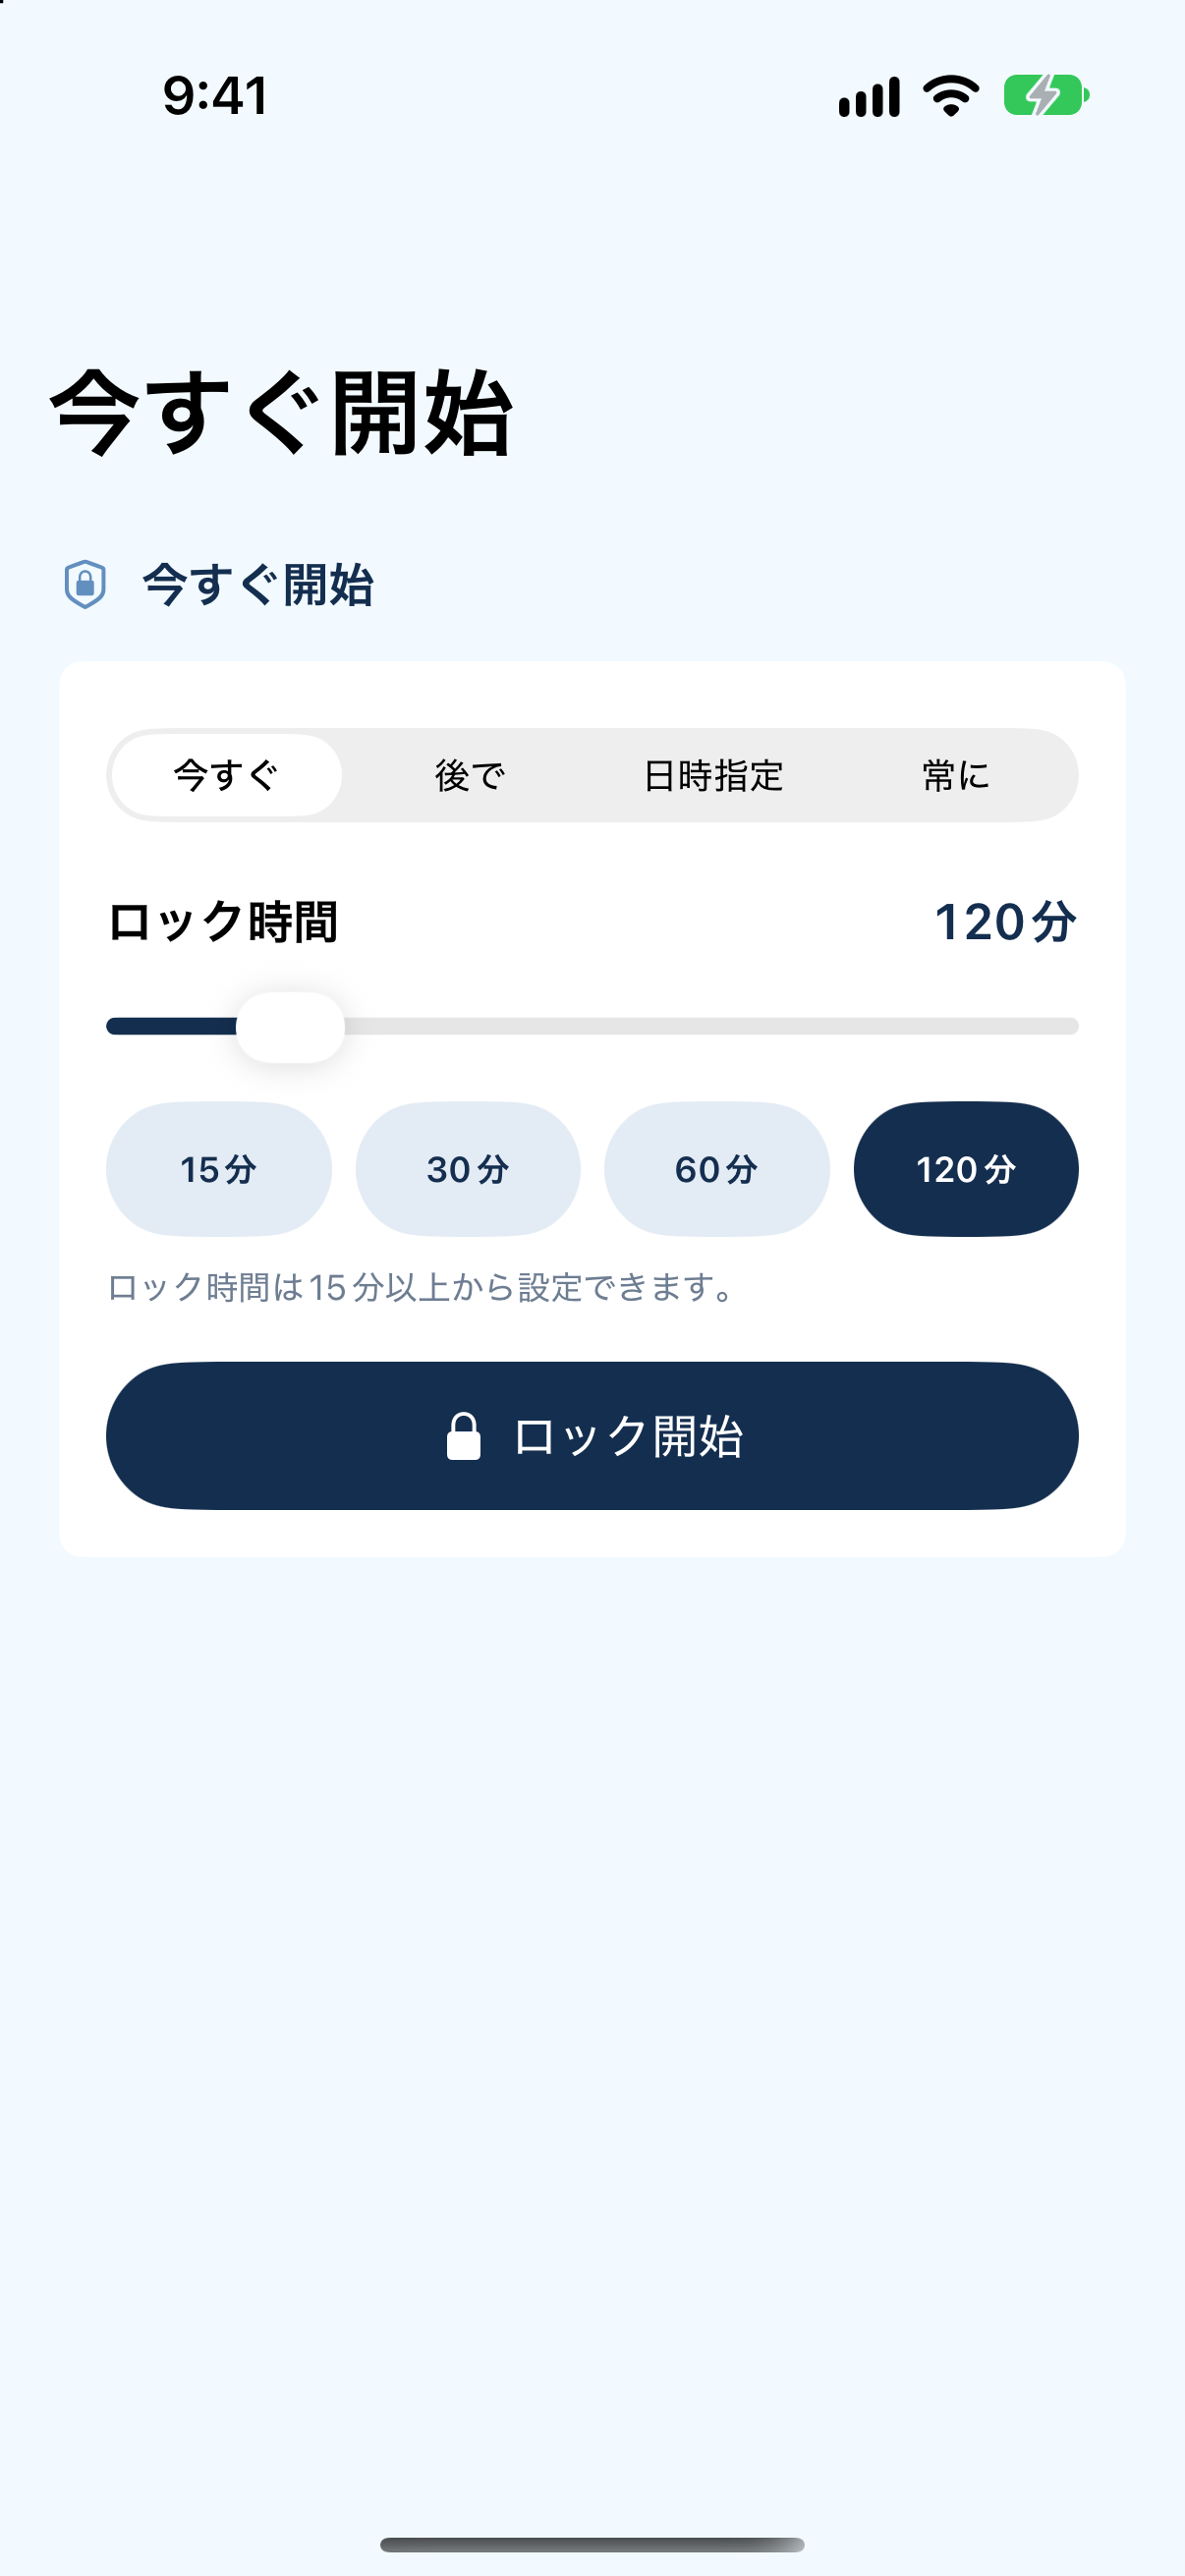 9:41
今すぐ開始
今すぐ開始
今すぐ 後で 日時指定 常に
ロック時間 120分
15分 30分 60分 120分
ロック時間は15分以上から設定できます。
ロック開始